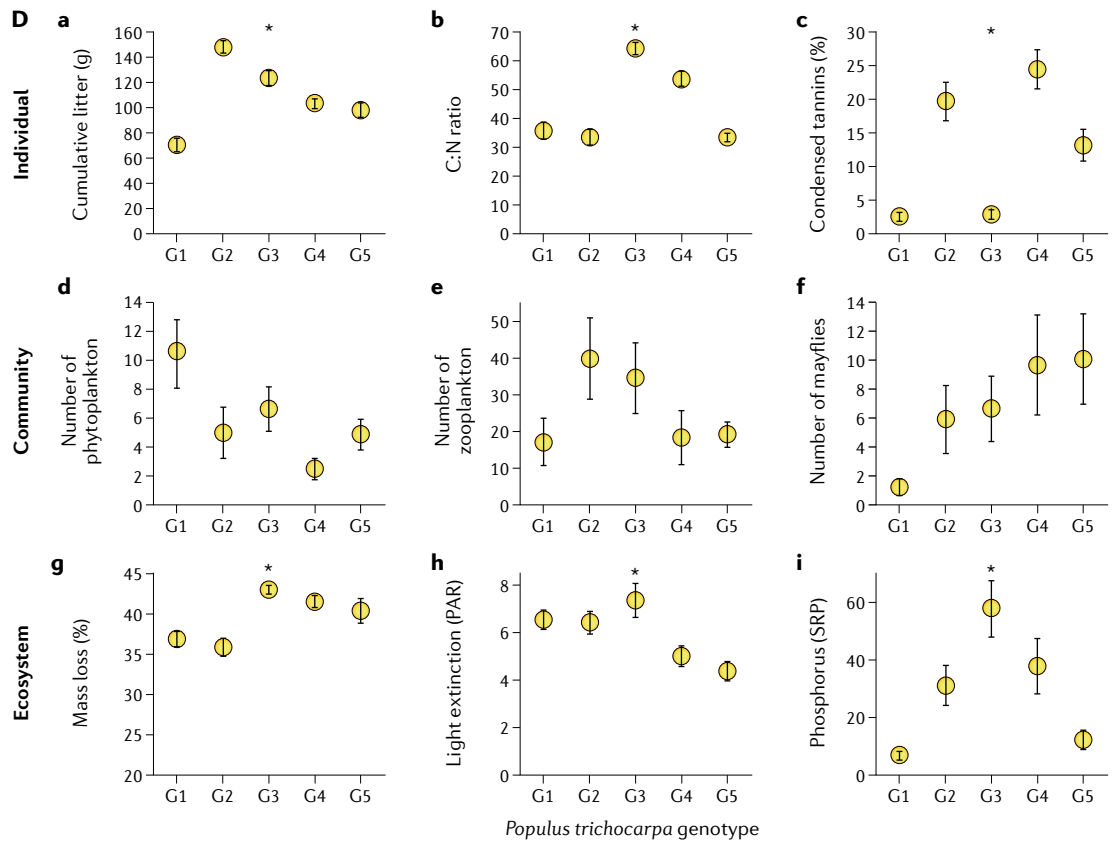 D
Individual
a
Cumulative litter (g)
160
140
120
100
80
60
40
20
0
*
G1 G2 G3 G4 G5
b
C:N ratio
70
60
50
40
30
20
10
0
*
G1 G2 G3 G4 G5
c
Condensed tannins (%)
30
25
20
15
10
5
0
*
G1 G2 G3 G4 G5
Community
d
Number of
phytoplankton
14
12
10
8
6
4
2
0
G1 G2 G3 G4 G5
e
Number of
zooplankton
50
40
30
20
10
0
G1 G2 G3 G4 G5
f
Number of mayflies
14
12
10
8
6
4
2
0
G1 G2 G3 G4 G5
Ecosystem
g
Mass loss (%)
45
40
35
30
25
20
*
G1 G2 G3 G4 G5
h
Light extinction (PAR)
8
6
4
2
0
*
G1 G2 G3 G4 G5
i
Phosphorus (SRP)
60
40
20
0
*
G1 G2 G3 G4 G5
Populus trichocarpa genotype